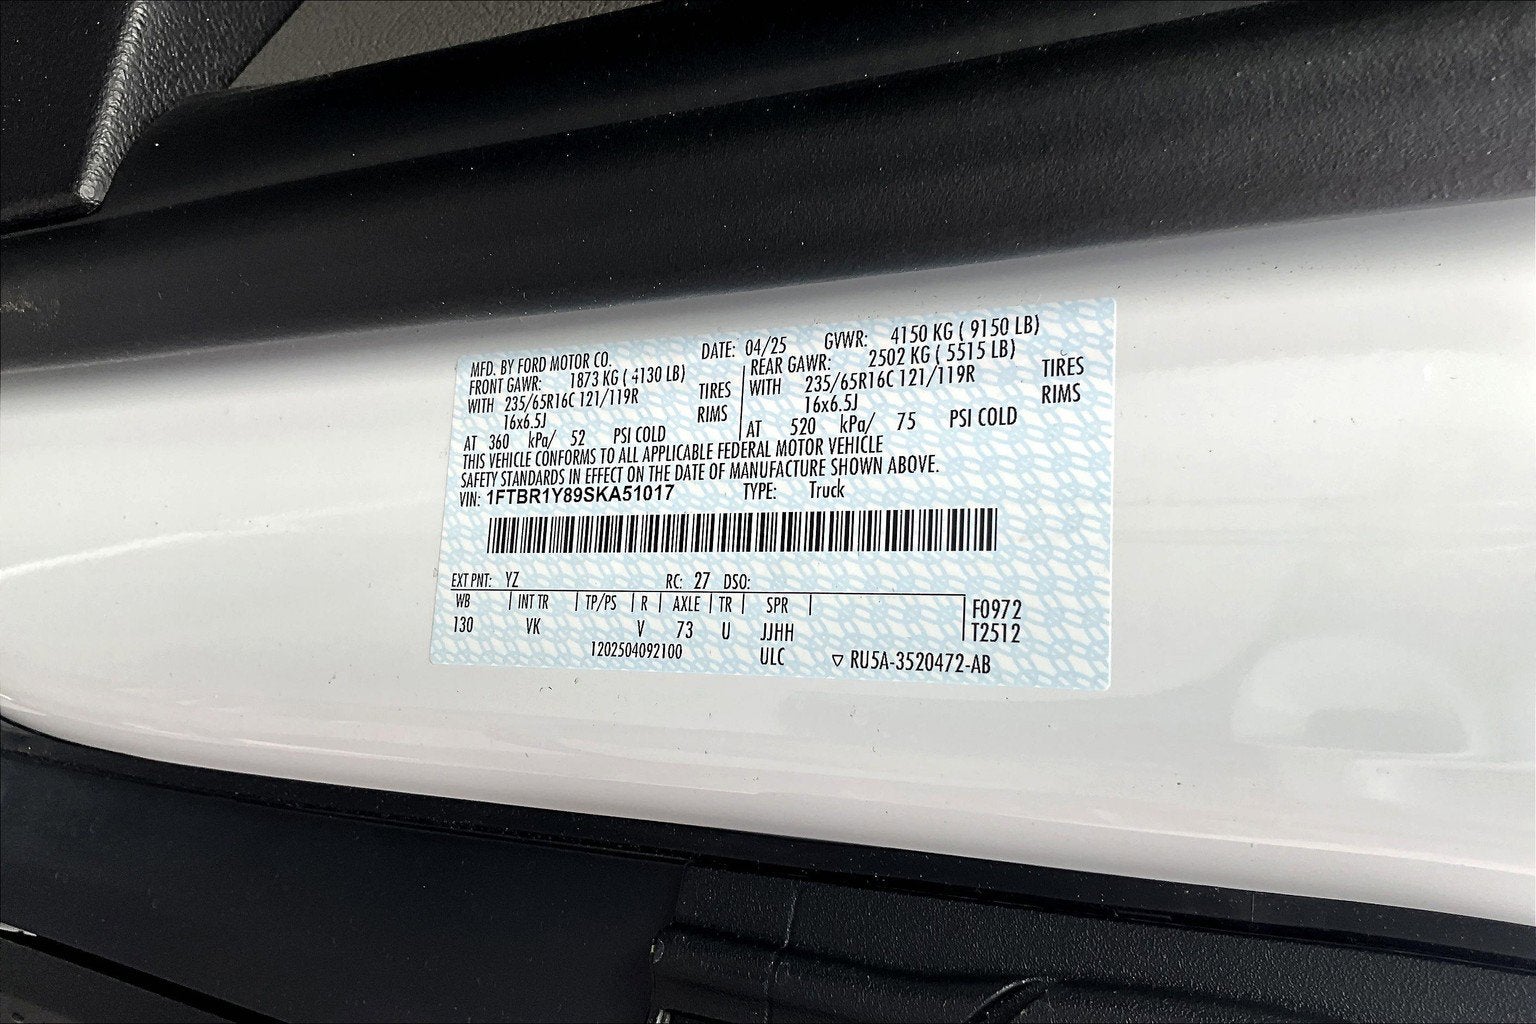 MFD. BY FORD MOTOR CO. DATE: 04/25 GVWR: 4150 KG ( 9150 LB)
FRONT GAWR: 1873 KG ( 4130 LB) REAR GAWR: 2502 KG ( 5515 LB)
WITH 235/65R16C 121/119R TIRES WITH 235/65R16C 121/119R TIRES
16x6.5J RIMS 16x6.5J RIMS
AT 360 kPa/ 52 PSI COLD AT 520 kPa/ 75 PSI COLD
THIS VEHICLE CONFORMS TO ALL APPLICABLE FEDERAL MOTOR VEHICLE
SAFETY STANDARDS IN EFFECT ON THE DATE OF MANUFACTURE SHOWN ABOVE.
VIN: 1FTBR1Y89SKA51017 TYPE: Truck
EXT PNT: YZ RC: 27 DSO:
WB INT TR TP/PS R AXLE TR SPR F0972
130 VK V 73 U JJHH T2512
1202504092100 ULC ▽ RU5A-3520472-AB